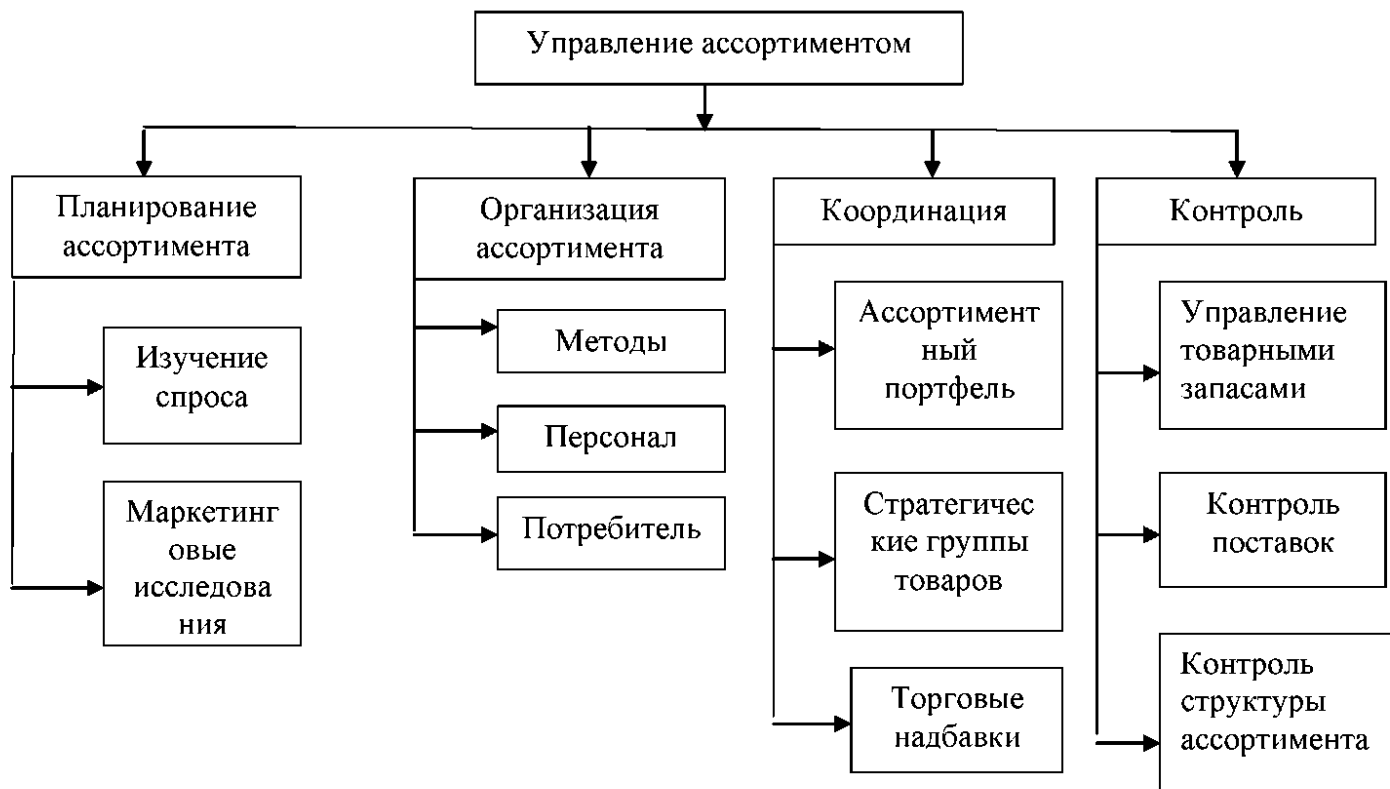 Управление ассортиментом
Планирование
ассортимента
Организация
ассортимента
Координация
Контроль
Изучение
спроса
Маркетинг
овые
исследова
ния
Методы
Персонал
Потребитель
Ассортимент
ный
портфель
Стратегичес
кие группы
товаров
Торговые
надбавки
Управление
товарными
запасами
Контроль
поставок
Контроль
структуры
ассортимента